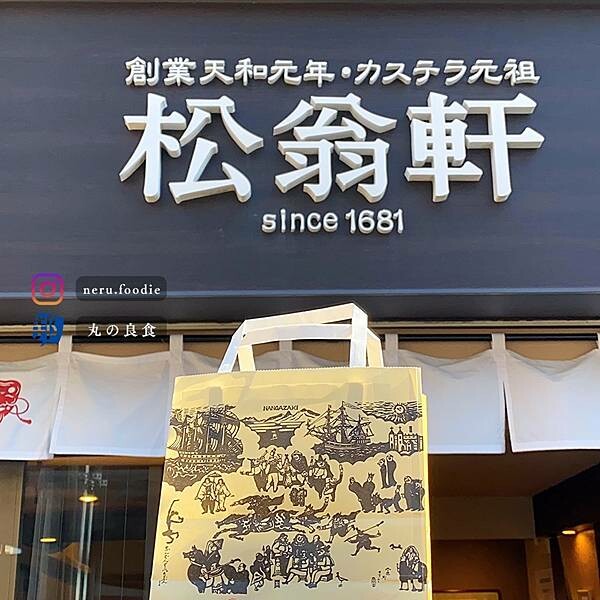 創業天和元年・カステラ元祖
松翁軒
since 1681
neru.foodie
丸の良食
NANGAZAKI